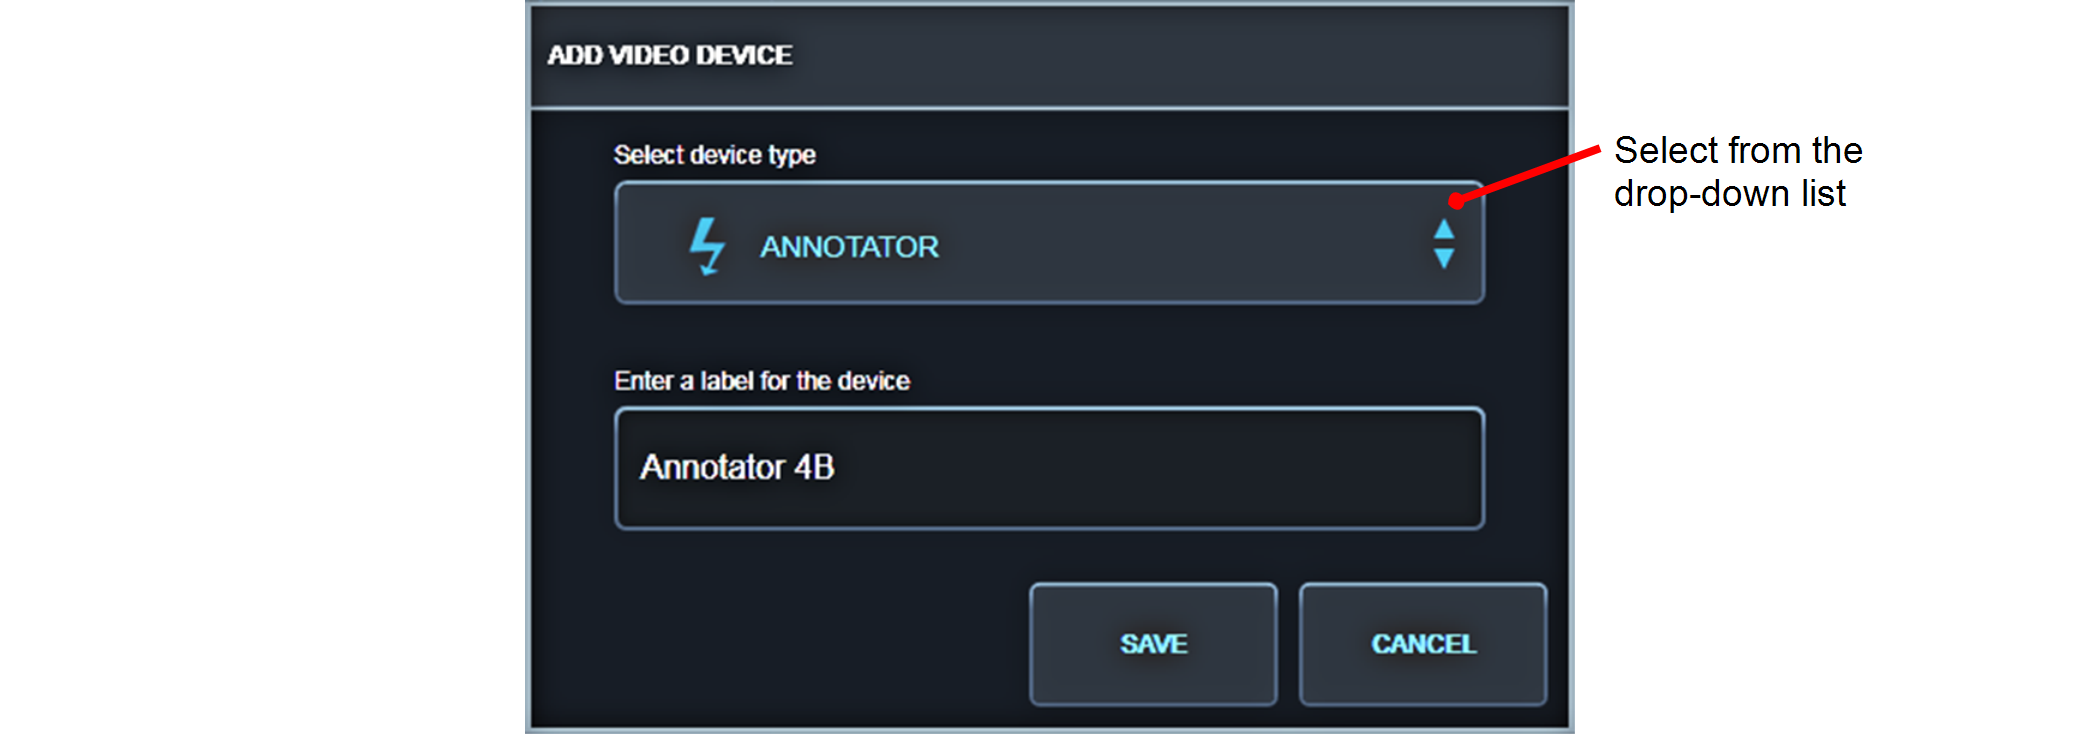 ADD VIDEO DEVICE
Select device type
Select from the
drop-down list
ANNOTATOR
Enter a label for the device
Annotator 4B
SAVE
CANCEL